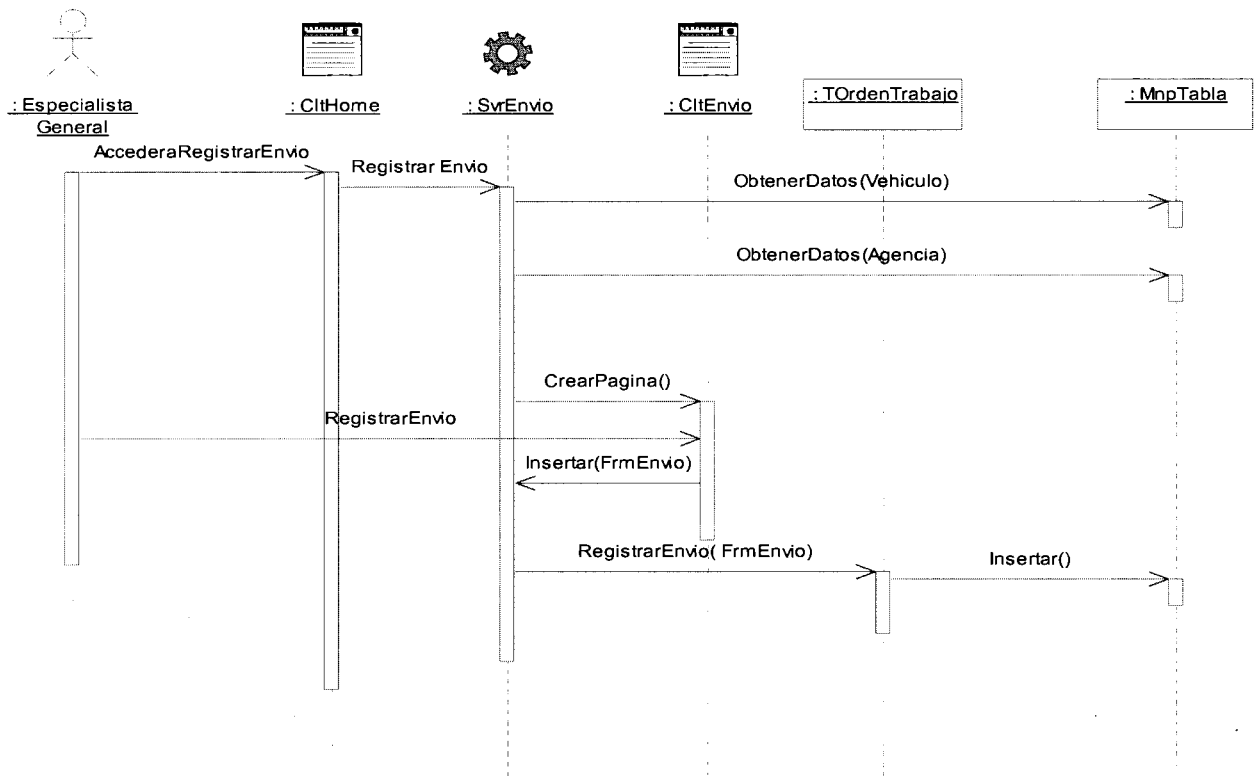 : Especialista
General
: CltHome
: SvrEnvio
: CltEnvio
: TOrdenTrabajo
: MnpTabla
AccederaRegistrarEnvio
Registrar Envio
ObtenerDatos(Vehiculo)
ObtenerDatos(Agencia)
CrearPagina()
RegistrarEnvio
Insertar(FrmEnvio)
RegistrarEnvio( FrmEnvio)
Insertar()